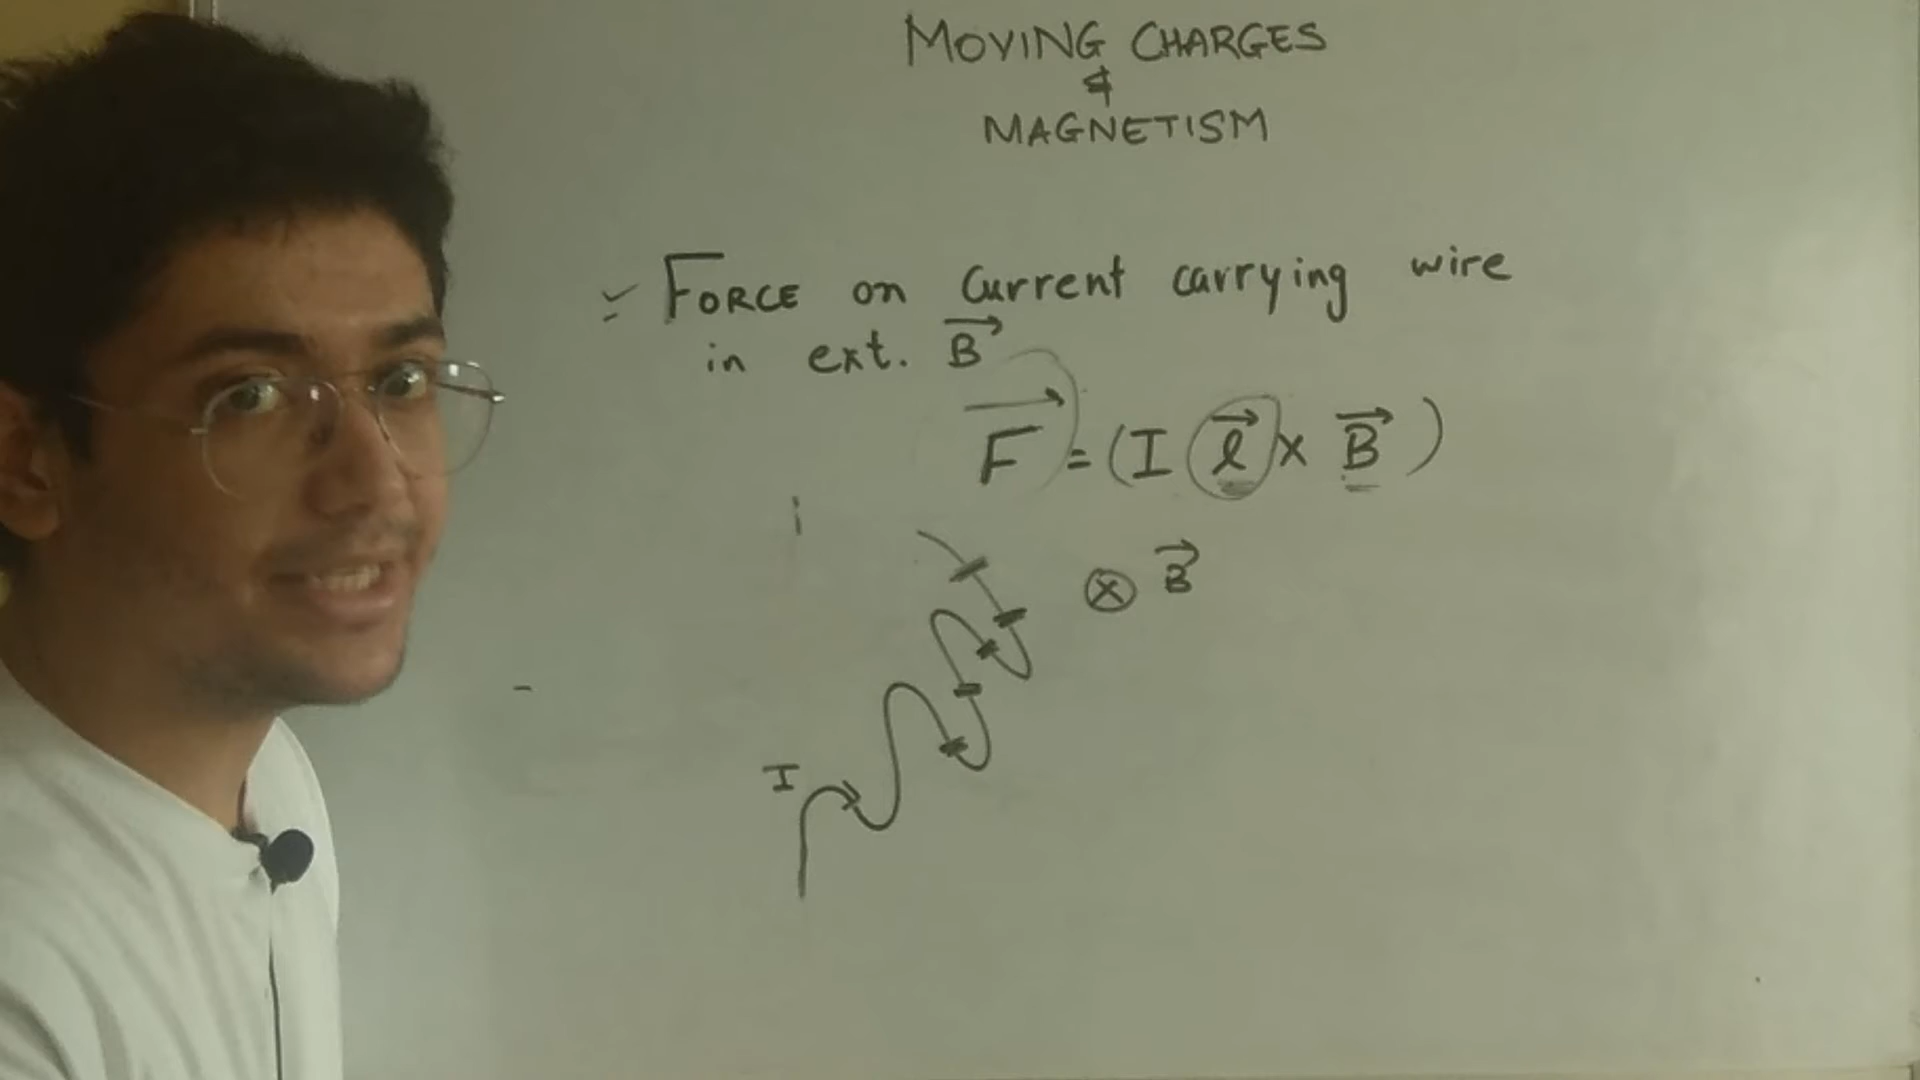 MOVING CHARGES
&
MAGNETISM
FORCE on Current carrying wire
in ext. B⃗
F⃗ = (I l⃗ x B⃗)
i
⊗ B⃗
I